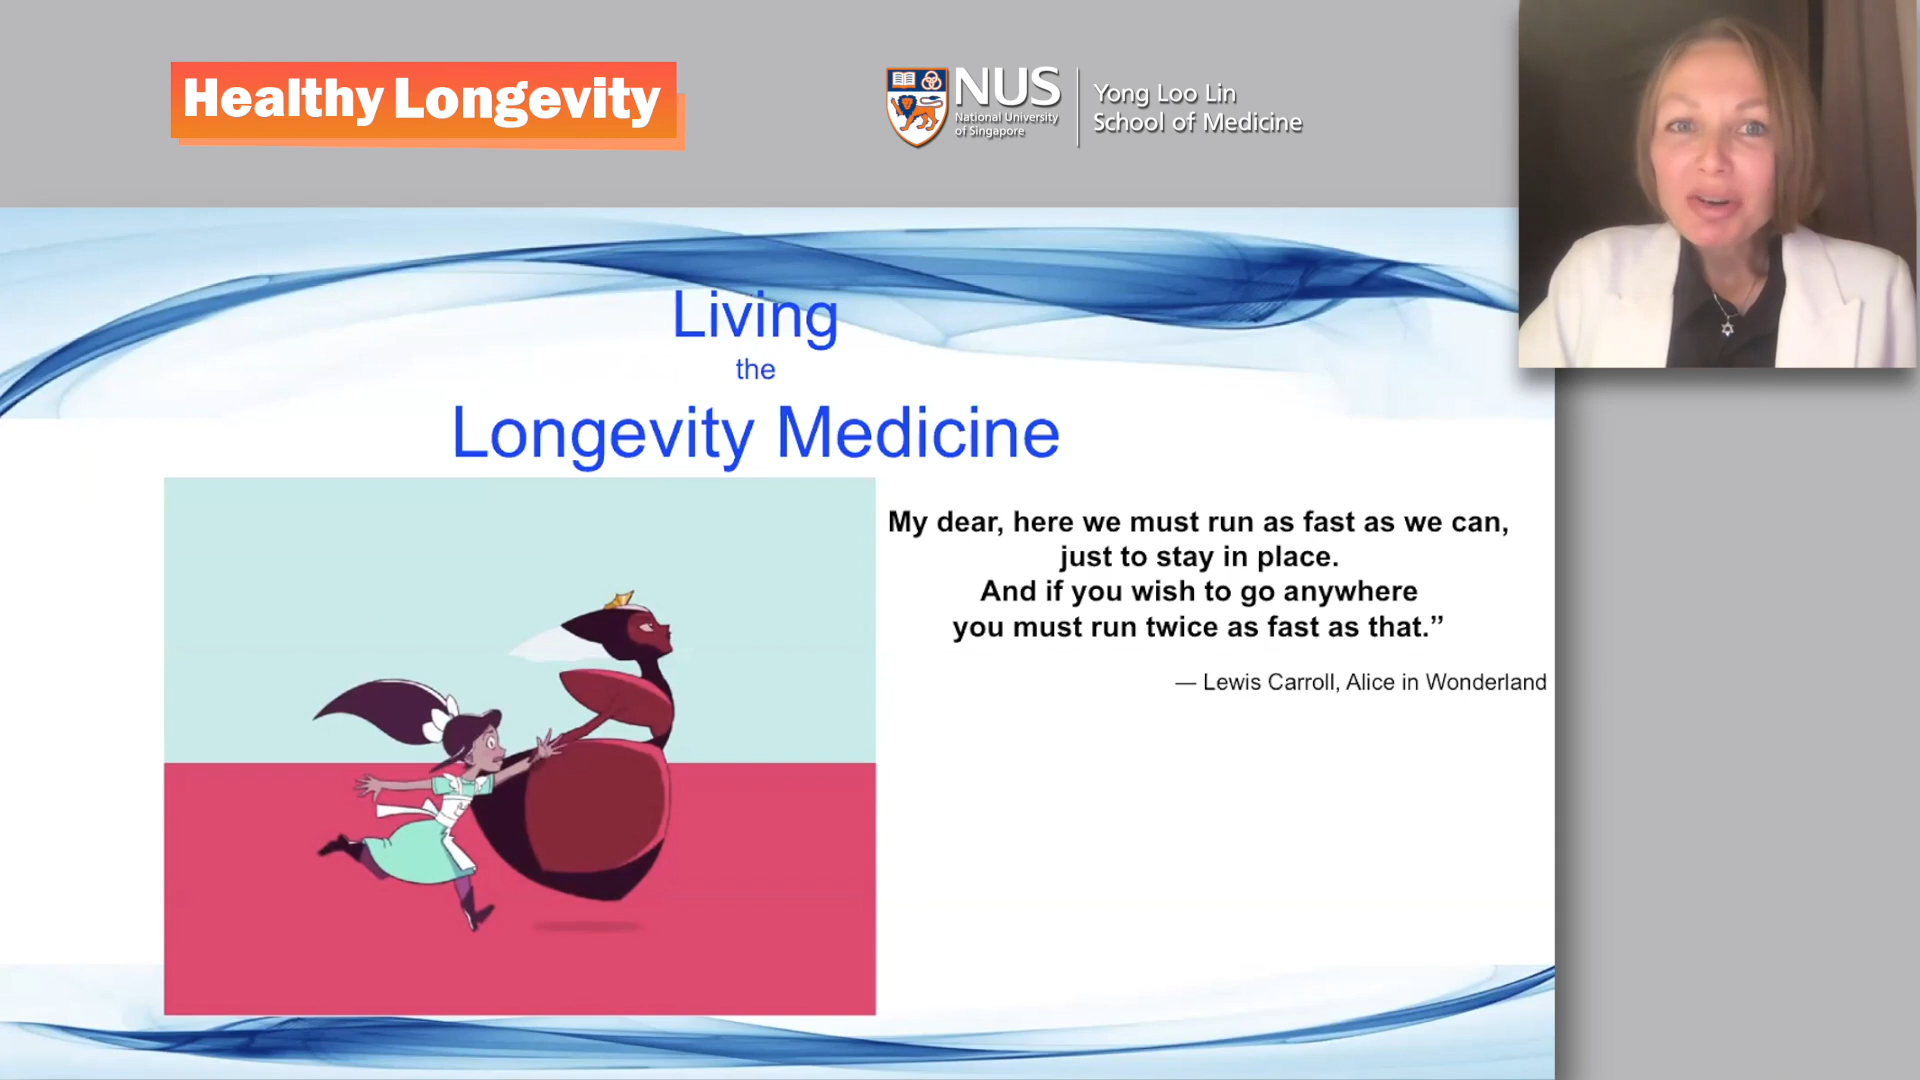 Healthy Longevity
NUS
National University
of Singapore
Yong Loo Lin
School of Medicine
Living
the
Longevity Medicine
My dear, here we must run as fast as we can,
just to stay in place.
And if you wish to go anywhere
you must run twice as fast as that.”
— Lewis Carroll, Alice in Wonderland